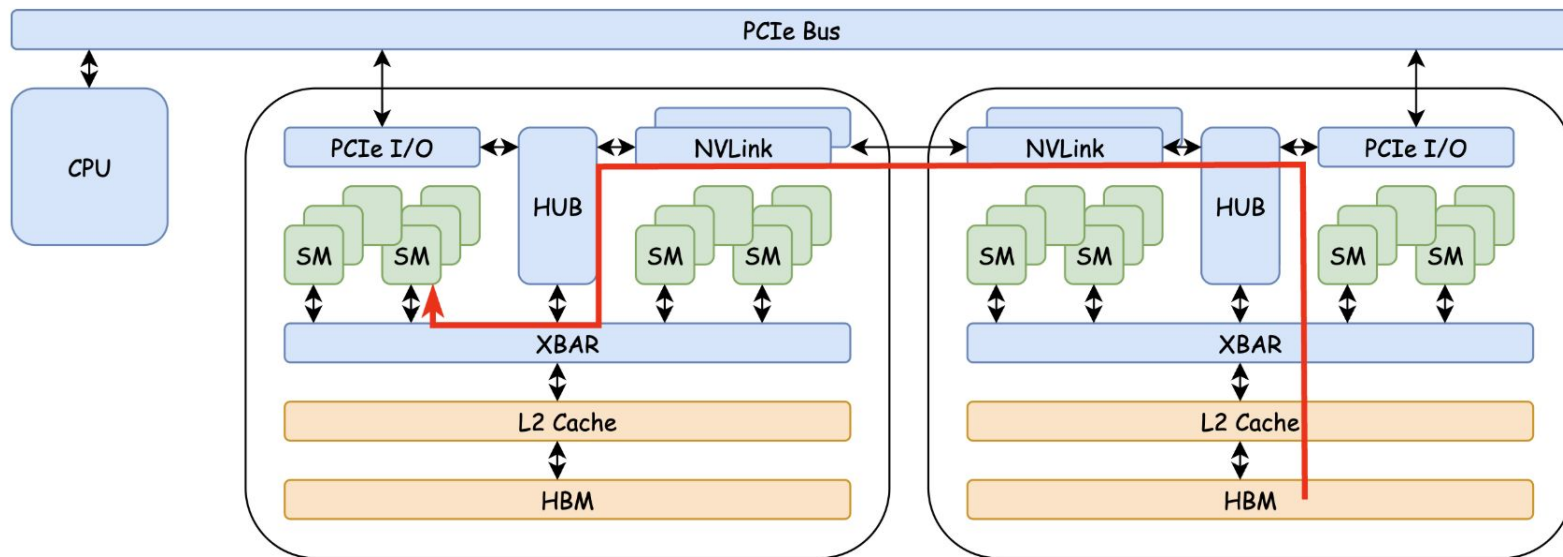 PCIe Bus
CPU
PCIe I/O
HUB
NVLink
NVLink
HUB
PCIe I/O
SM
SM
SM
SM
SM
SM
SM
SM
XBAR
XBAR
L2 Cache
L2 Cache
HBM
HBM